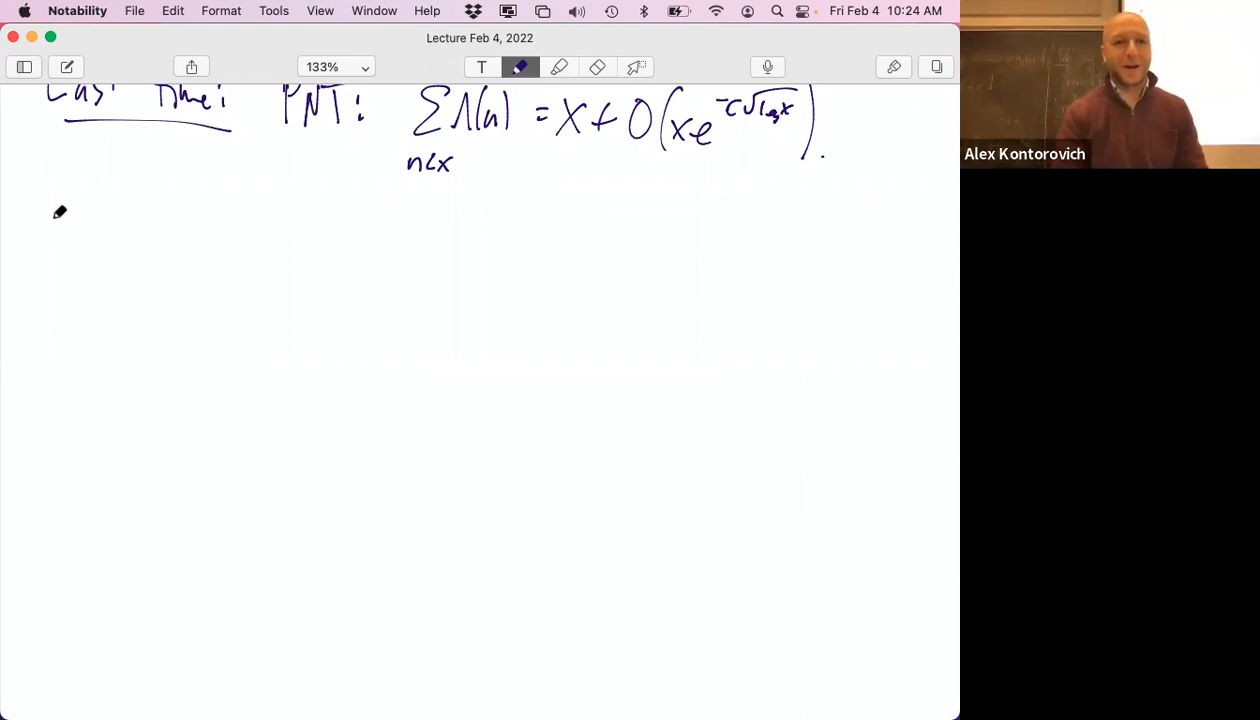 Notability File Edit Format Tools View Window Help Fri Feb 4 10:24 AM
Lecture Feb 4, 2022
133% T
Last Time: PNT: ∑ Λ(n) = X + O(xe^{-c√log x}).
n<x
Alex Kontorovich